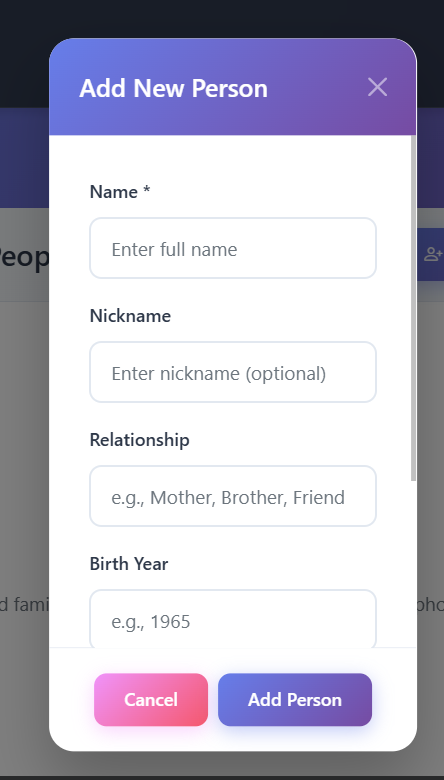 Add New Person
Name *
Enter full name
Peop
Nickname
Enter nickname (optional)
Relationship
e.g., Mother, Brother, Friend
Birth Year
d fami
pho
e.g., 1965
Cancel
Add Person